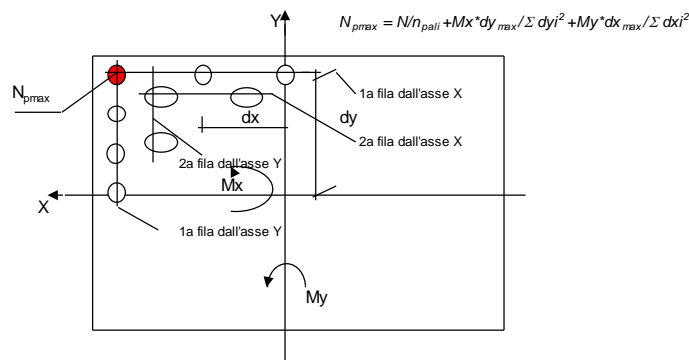 Y
N_pmax = N/n_pali +Mx*dy_max/Σ dyi² +My*dx_max/Σ dxi²
N_pmax
1a fila dall'asse X
dx
dy
2a fila dall'asse X
2a fila dall'asse Y
Mx
X
1a fila dall'asse Y
My